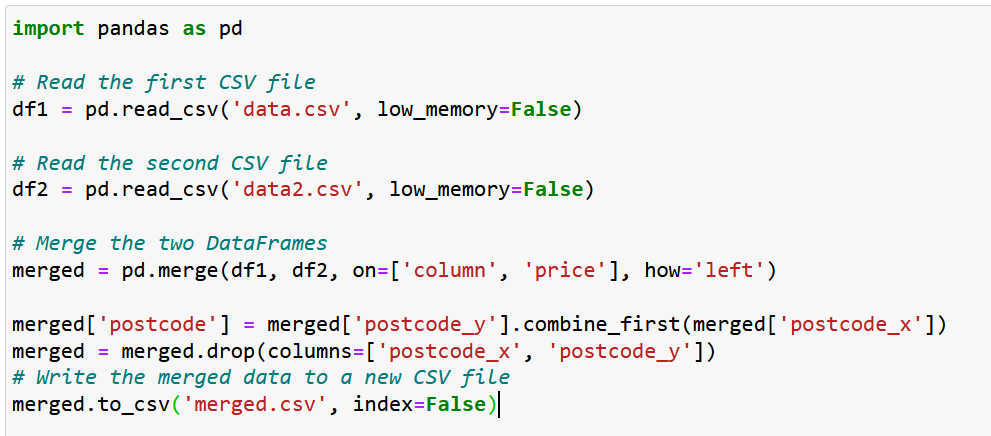 import pandas as pd
# Read the first CSV file
df1 = pd.read_csv('data.csv', low_memory=False)
# Read the second CSV file
df2 = pd.read_csv('data2.csv', low_memory=False)
# Merge the two DataFrames
merged = pd.merge(df1, df2, on=['column', 'price'], how='left')
merged['postcode'] = merged['postcode_y'].combine_first(merged['postcode_x'])
merged = merged.drop(columns=['postcode_x', 'postcode_y'])
# Write the merged data to a new CSV file
merged.to_csv('merged.csv', index=False)